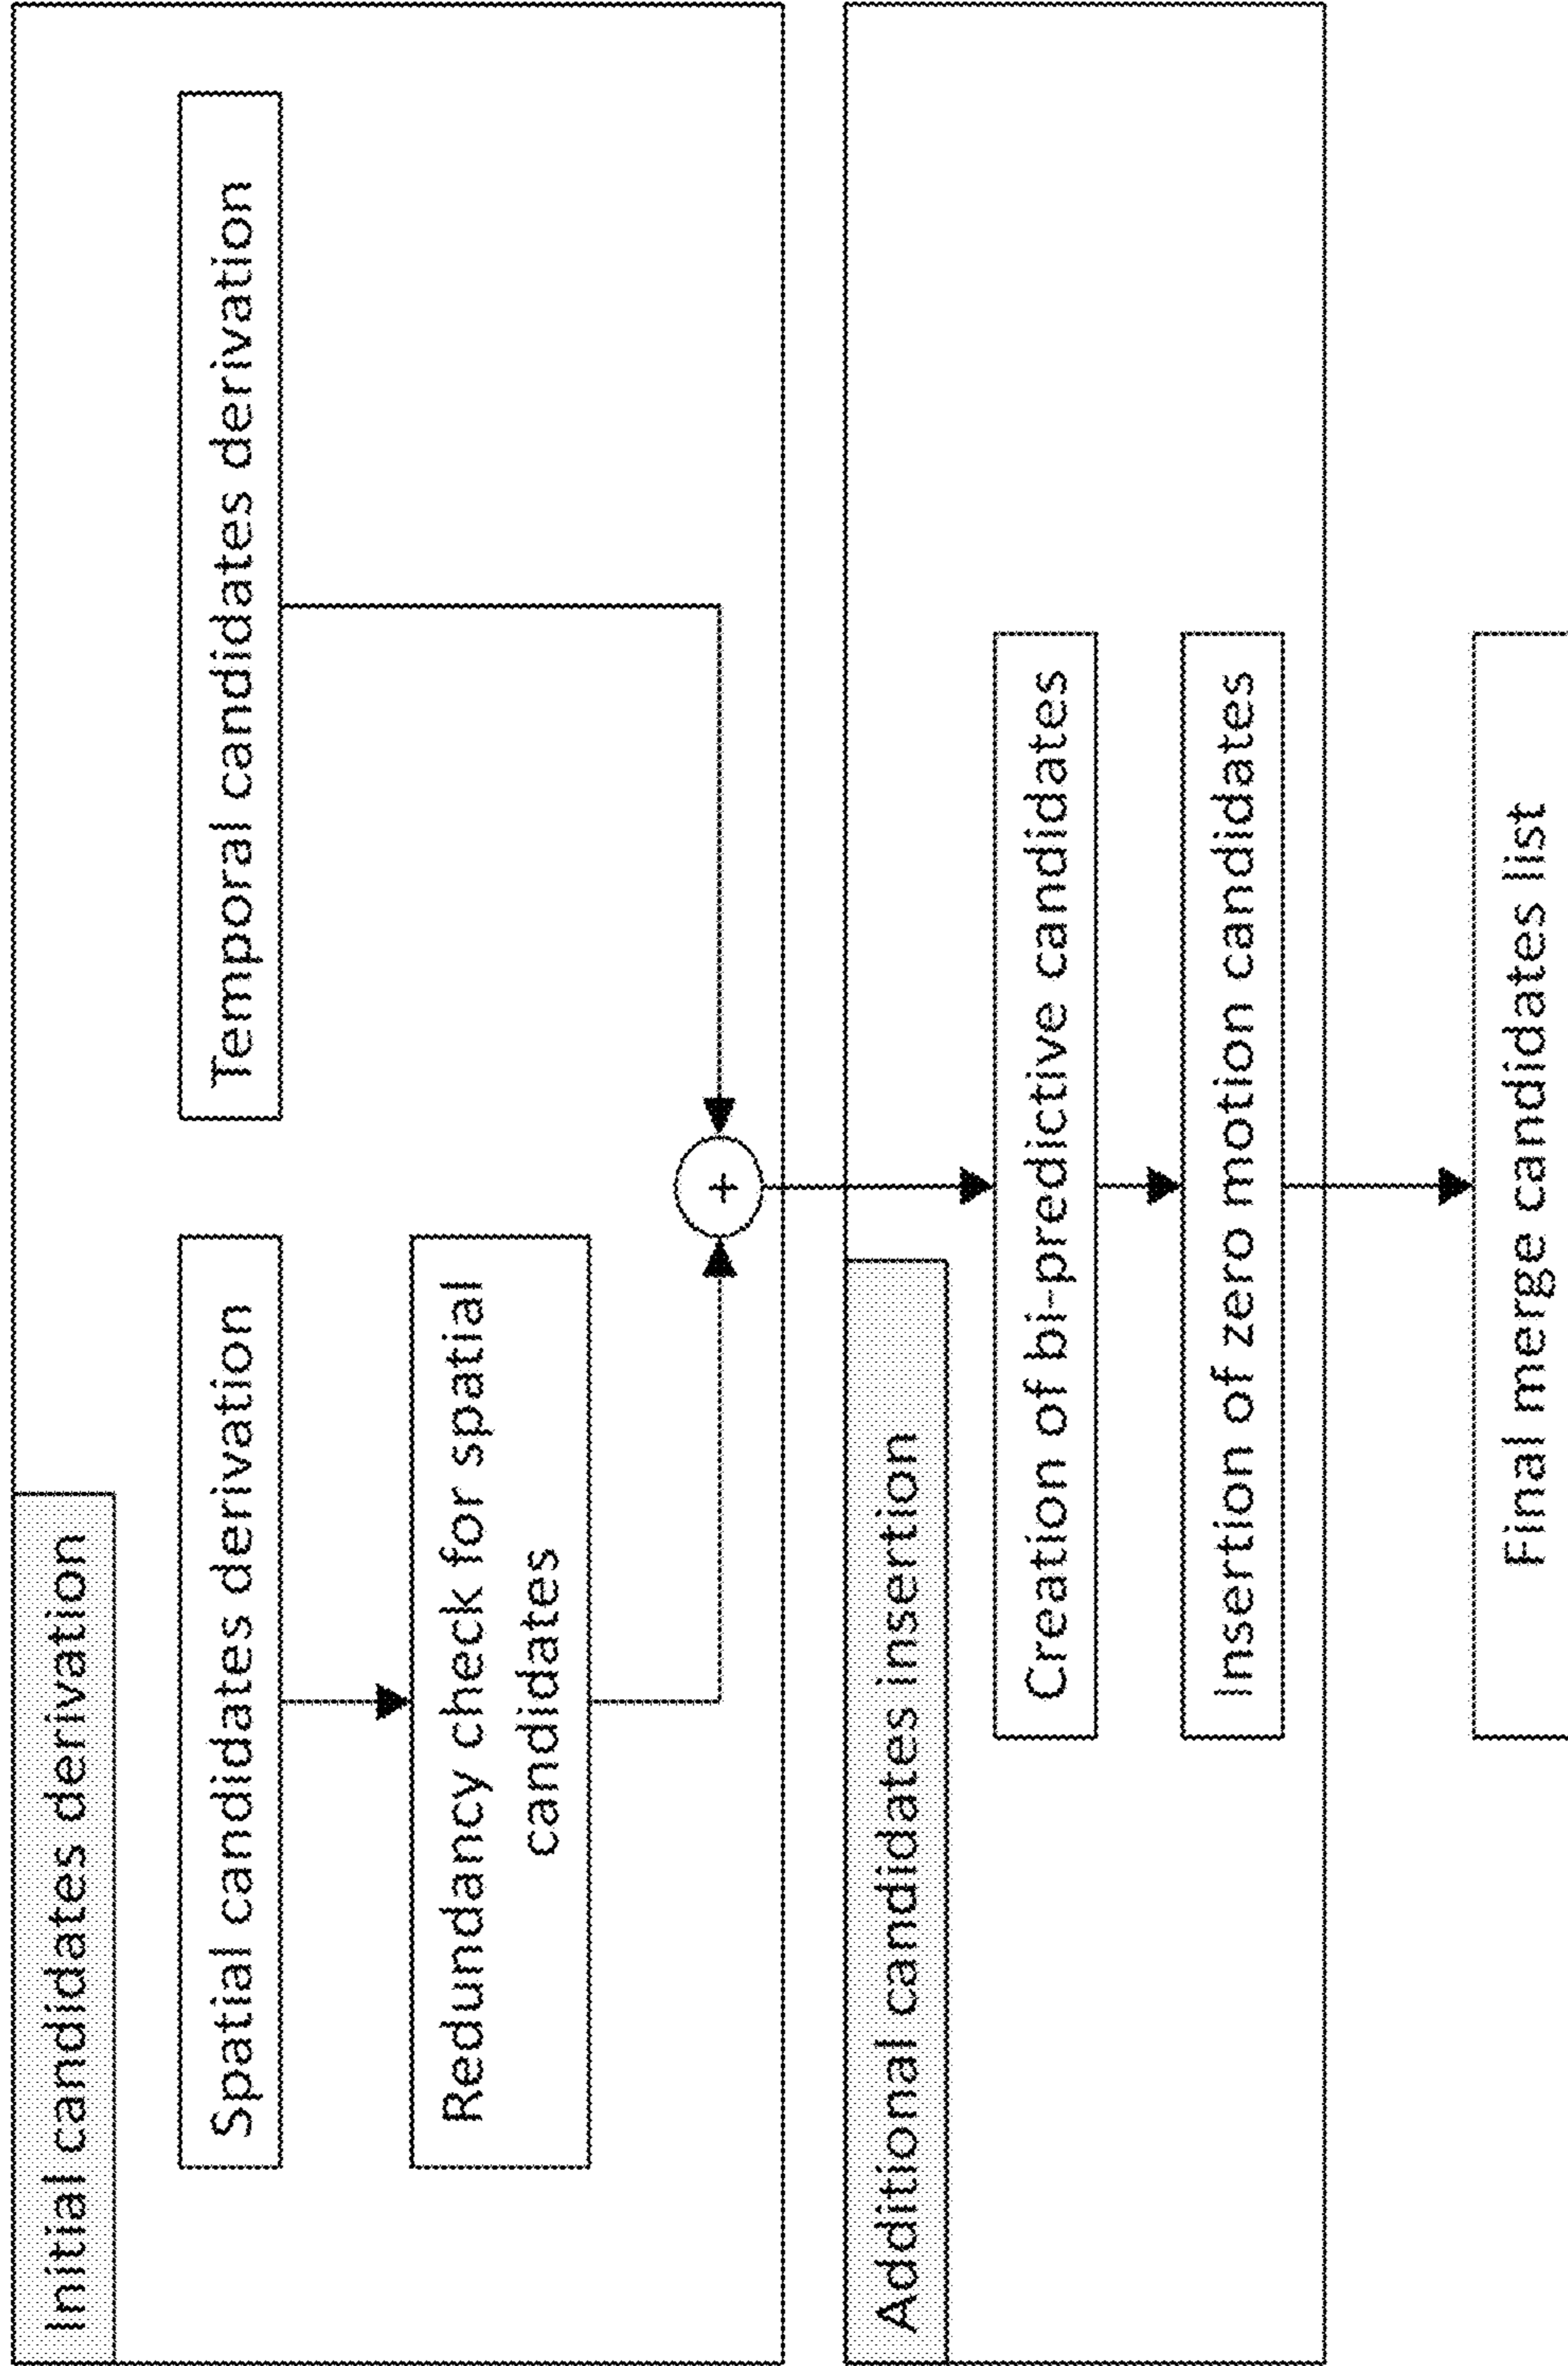 Initial candidates derivation
Spatial candidates derivation
Temporal candidates derivation
Redundancy check for spatial
candidates
+
Additional candidates insertion
Creation of bi-predictive candidates
Insertion of zero motion candidates
Final merge candidates list